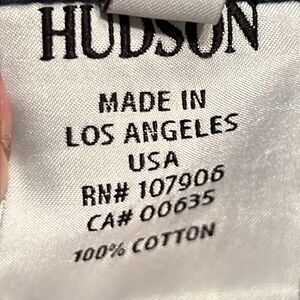 HUDSON
MADE IN
LOS ANGELES
USA
RN# 107906
CA# 00635
100% COTTON